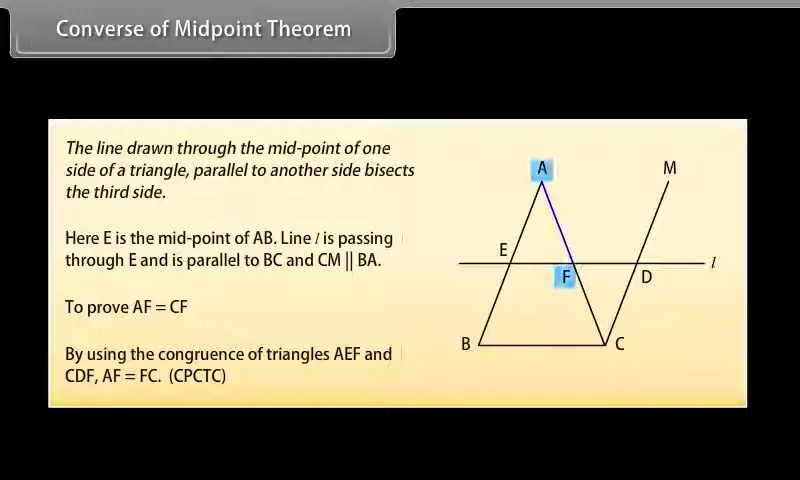 Converse of Midpoint Theorem
The line drawn through the mid-point of one
side of a triangle, parallel to another side bisects
the third side.
Here E is the mid-point of AB. Line l is passing
through E and is parallel to BC and CM || BA.
To prove AF = CF
By using the congruence of triangles AEF and
CDF, AF = FC. (CPCTC)
A
M
E
l
F
D
B
C